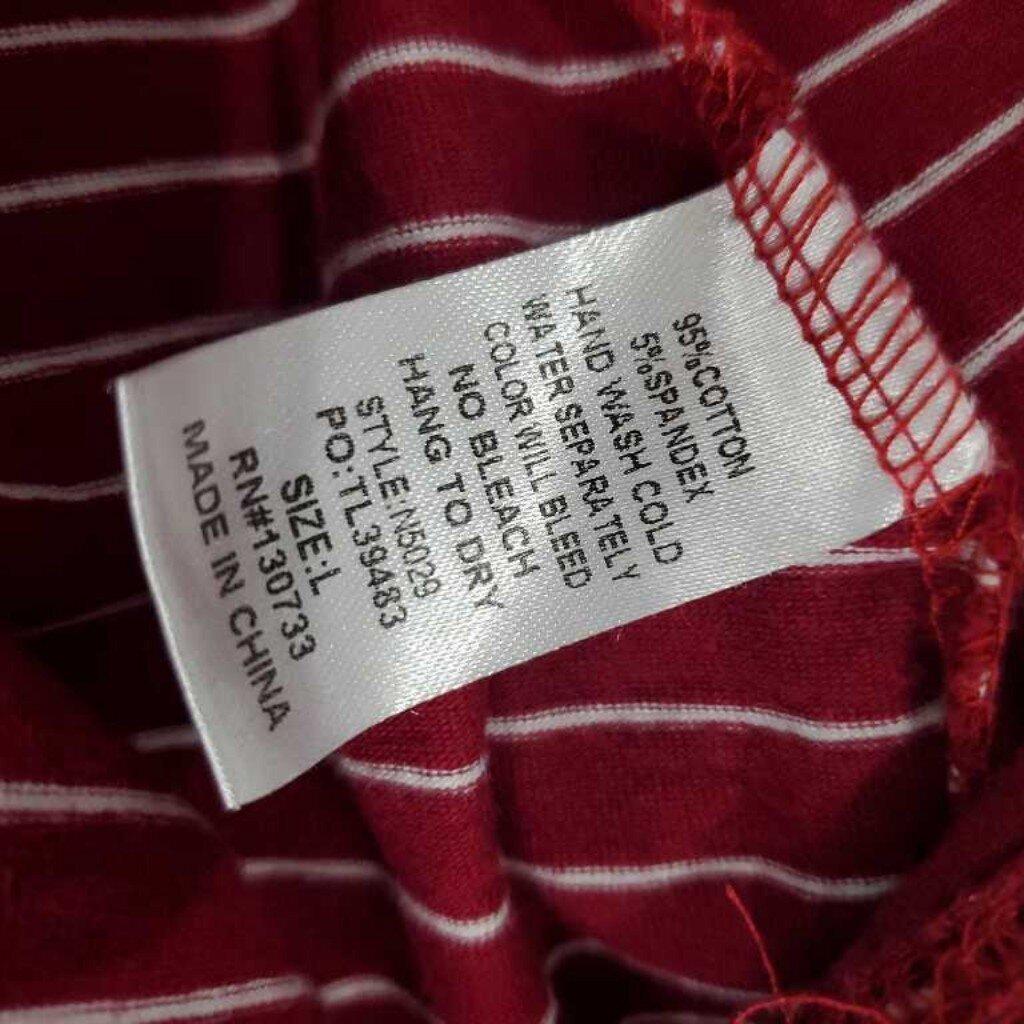 95%COTTON
5%SPANDEX
HAND WASH COLD
WATER SEPARATELY
COLOR WILL BLEED
NO BLEACH
HANG TO DRY
STYLE:N5029
PO:TL39483
SIZE:L
RN#130733
MADE IN CHINA